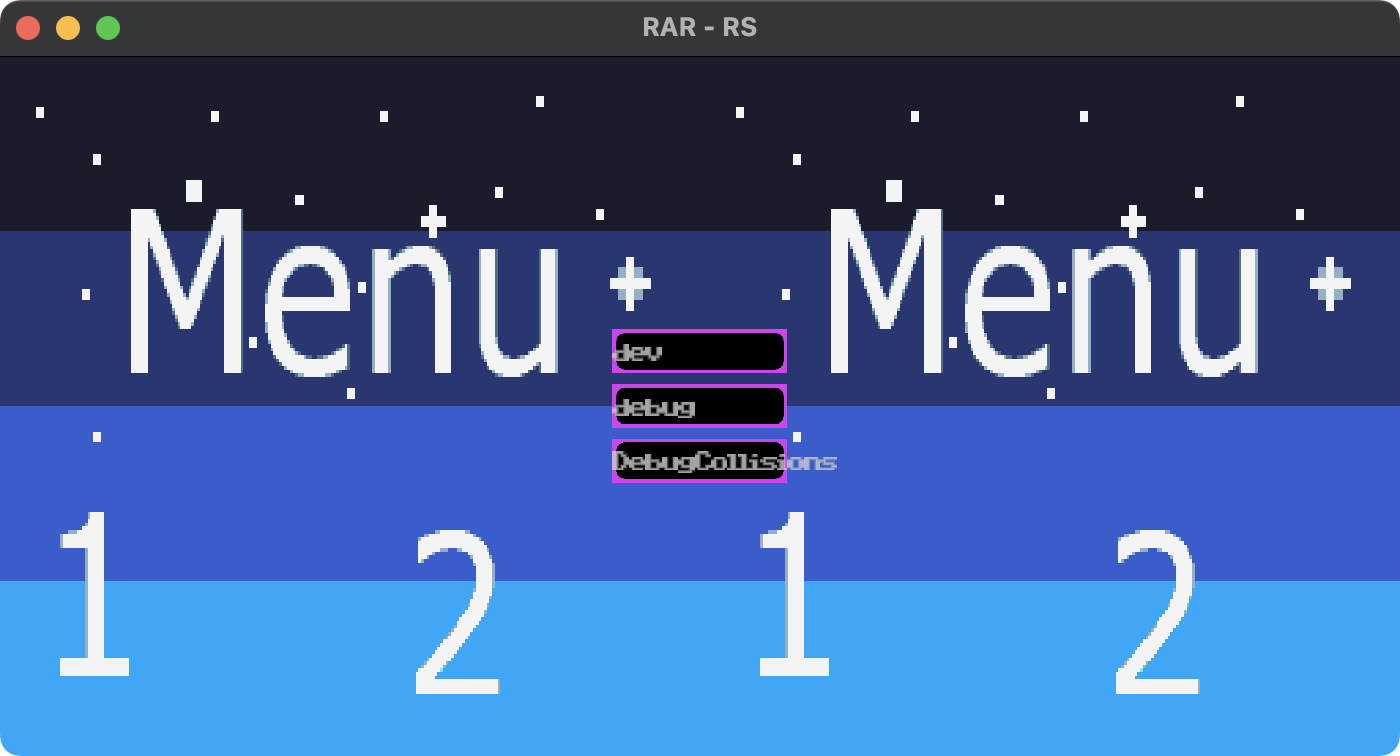 RAR - RS
Menu Menu
dev
debug
DebugCollisions
1 2 1 2